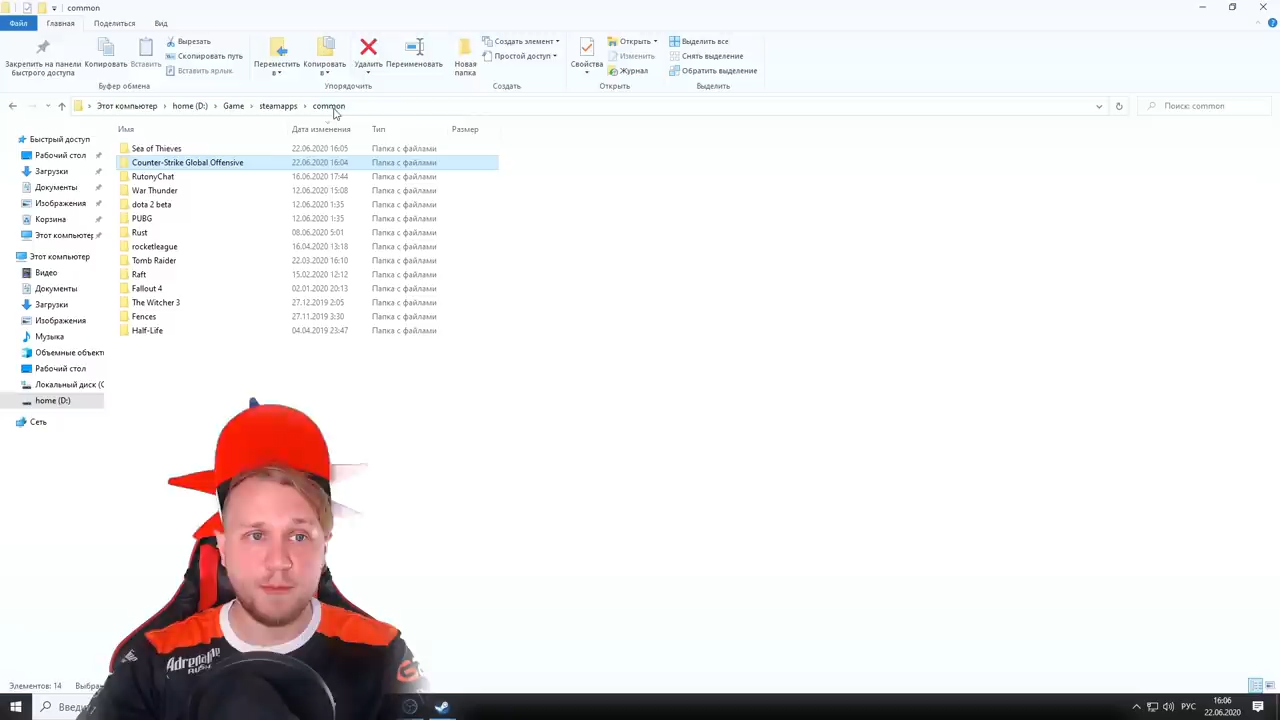 common
Файл Главная Поделиться Вид
Закрепить на панели быстрого доступа
Копировать
Вставить
Вырезать
Скопировать путь
Вставить ярлык
Буфер обмена
Переместить в
Копировать в
Удалить
Переименовать
Упорядочить
Новая папка
Создать элемент
Простой доступ
Создать
Свойства
Открыть
Изменить
Журнал
Открыть
Выделить все
Снять выделение
Обратить выделение
Выделить
Этот компьютер > home (D:) > Game > steamapps > common
Поиск: common
Имя Дата изменения Тип Размер
Sea of Thieves 22.06.2020 16:05 Папка с файлами
Counter-Strike Global Offensive 22.06.2020 16:04 Папка с файлами
RutonyChat 16.06.2020 17:44 Папка с файлами
War Thunder 12.06.2020 15:08 Папка с файлами
dota 2 beta 12.06.2020 1:35 Папка с файлами
PUBG 12.06.2020 1:35 Папка с файлами
Rust 08.06.2020 5:01 Папка с файлами
rocketleague 16.04.2020 13:18 Папка с файлами
Tomb Raider 22.03.2020 16:10 Папка с файлами
Raft 15.02.2020 12:12 Папка с файлами
Fallout 4 02.01.2020 20:13 Папка с файлами
The Witcher 3 27.12.2019 2:05 Папка с файлами
Fences 27.11.2019 3:30 Папка с файлами
Half-Life 04.04.2019 23:47 Папка с файлами
Быстрый доступ
Рабочий стол
Загрузки
Документы
Изображения
Корзина
Этот компьютер
Этот компьютер
Видео
Документы
Загрузки
Изображения
Музыка
Объемные объекты
Рабочий стол
Локальный диск (C
home (D:)
Сеть
Adrenaline
RUSH
Элементов: 14 Выбран
Введи
РУС
16:06
22.06.2020